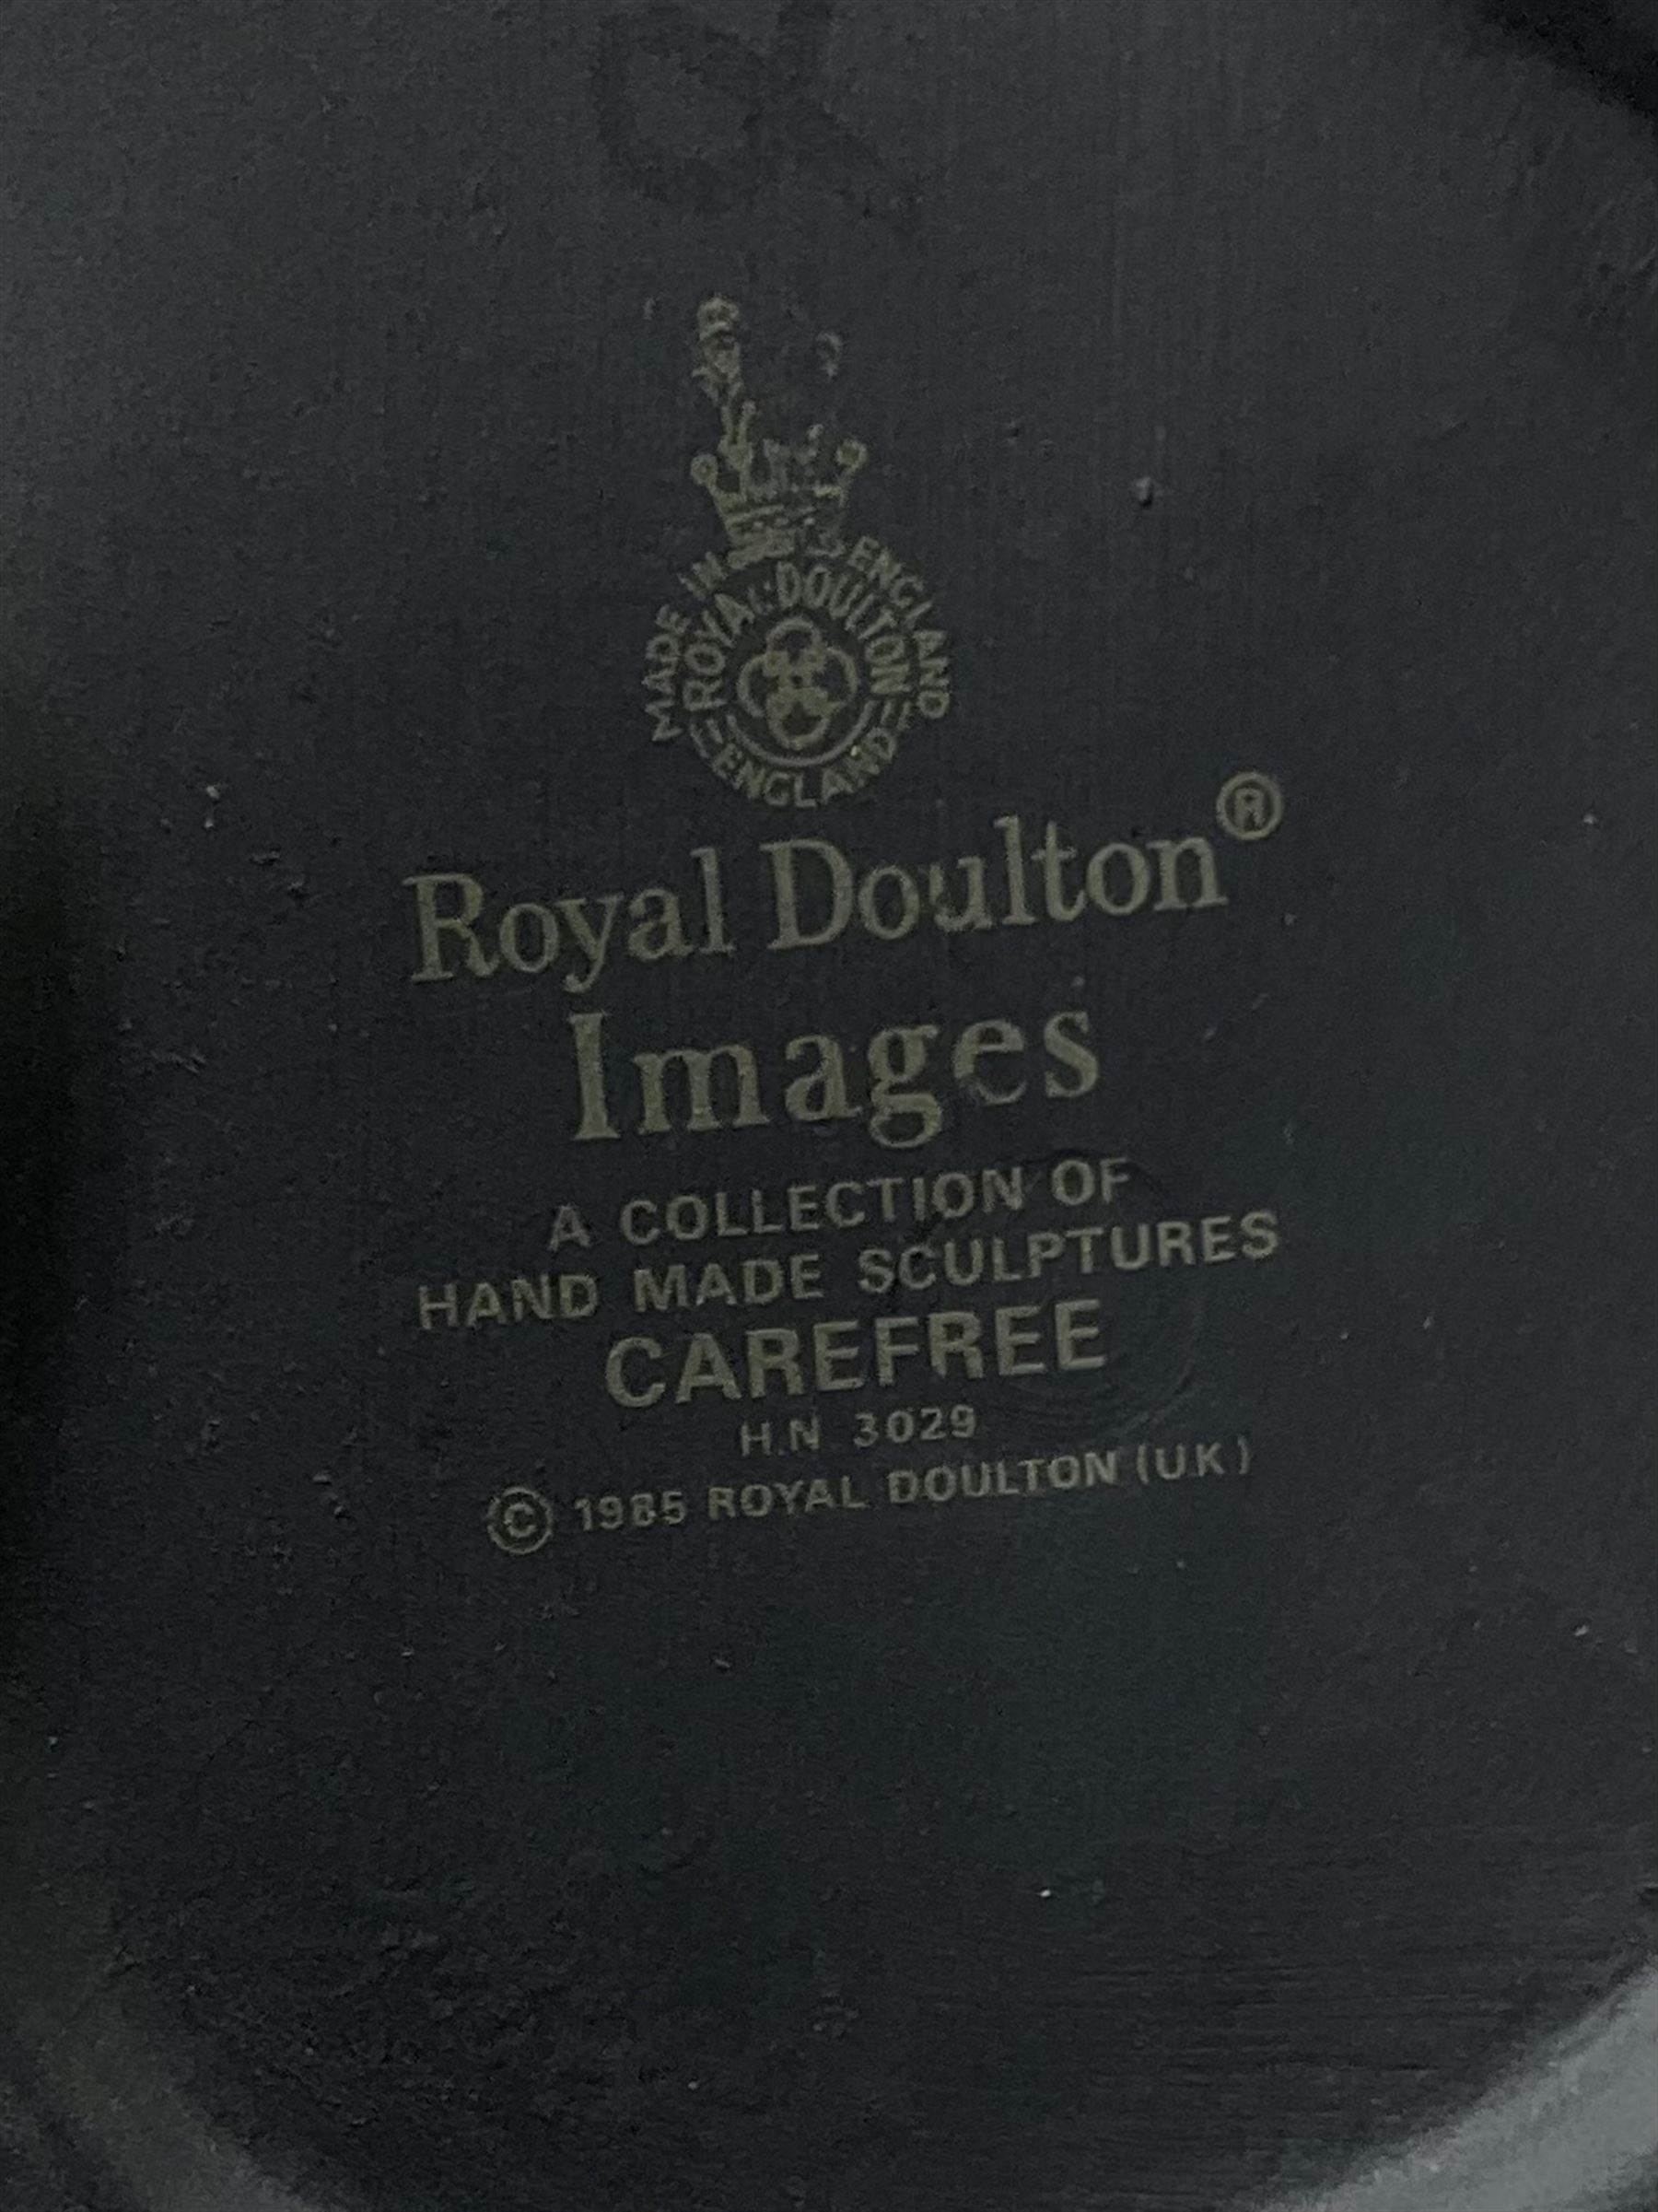 MADE IN ENGLAND
ROYAL DOULTON
ENGLAND
Royal Doulton®
Images
A COLLECTION OF
HAND MADE SCULPTURES
CAREFREE
H.N 3029
© 1985 ROYAL DOULTON (U.K)